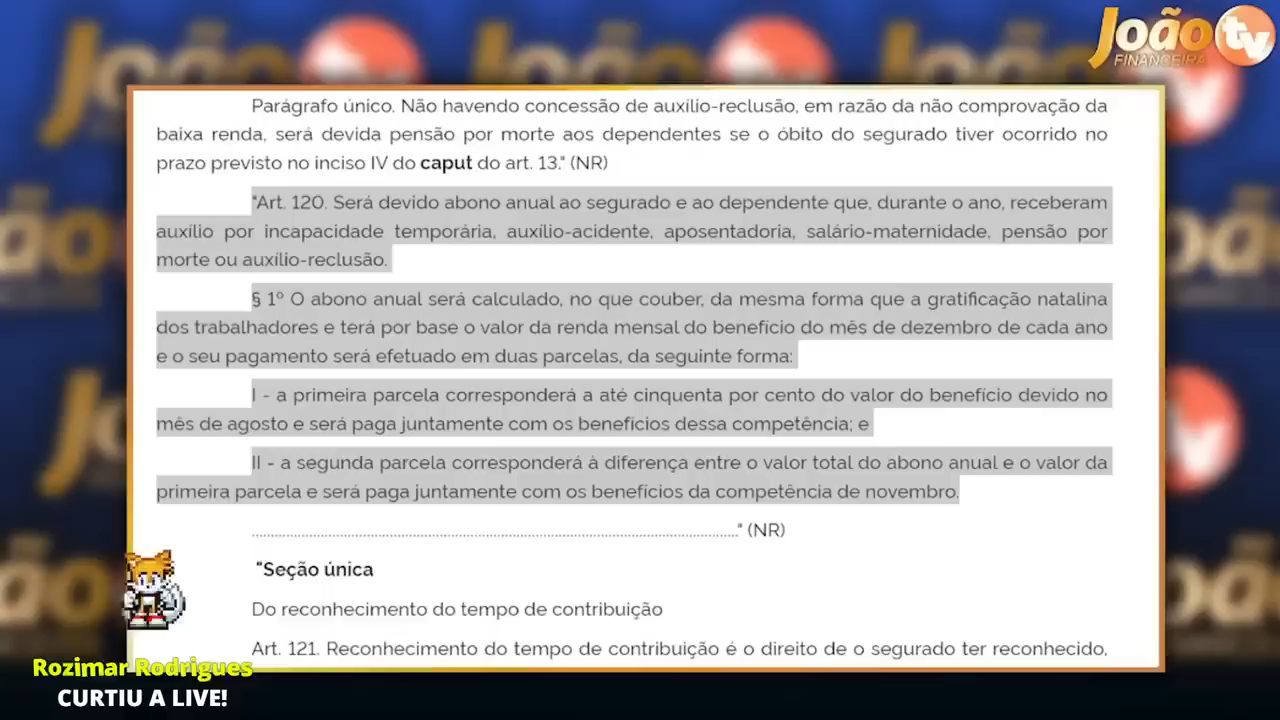 João tv
FINANCEIRA
Parágrafo único. Não havendo concessão de auxílio-reclusão, em razão da não comprovação da
baixa renda, será devida pensão por morte aos dependentes se o óbito do segurado tiver ocorrido no
prazo previsto no inciso IV do caput do art. 13." (NR)
"Art. 120. Será devido abono anual ao segurado e ao dependente que, durante o ano, receberam
auxílio por incapacidade temporária, auxílio-acidente, aposentadoria, salário-maternidade, pensão por
morte ou auxílio-reclusão.
§ 1º O abono anual será calculado, no que couber, da mesma forma que a gratificação natalina
dos trabalhadores e terá por base o valor da renda mensal do benefício do mês de dezembro de cada ano
e o seu pagamento será efetuado em duas parcelas, da seguinte forma:
I - a primeira parcela corresponderá a até cinquenta por cento do valor do benefício devido no
mês de agosto e será paga juntamente com os benefícios dessa competência; e
II - a segunda parcela corresponderá à diferença entre o valor total do abono anual e o valor da
primeira parcela e será paga juntamente com os benefícios da competência de novembro.
........................................................................................................." (NR)
"Seção única
Do reconhecimento do tempo de contribuição
Art. 121. Reconhecimento do tempo de contribuição é o direito de o segurado ter reconhecido,
Rozimar Rodrigues
CURTIU A LIVE!